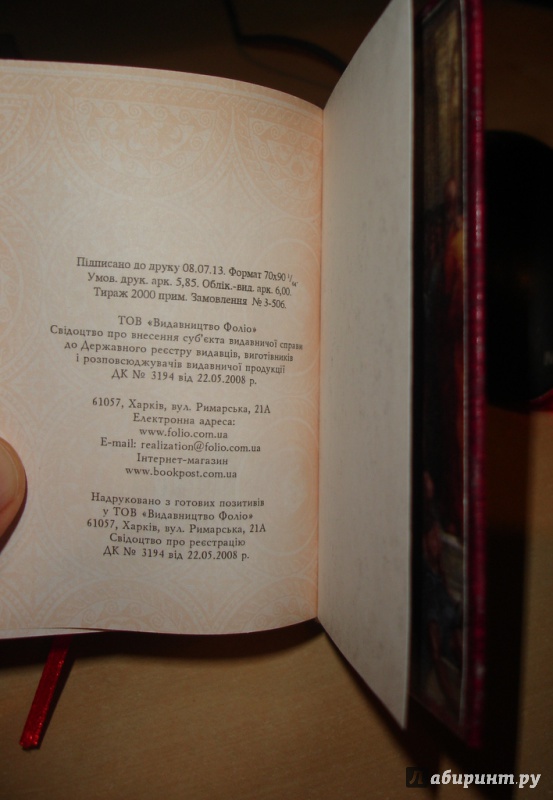 Підписано до друку 08.07.13. Формат 70х90 1/
Умов. друк. арк. 5,85. Облік.-вид. арк. 6,00.
Тираж 2000 прим. Замовлення № 3-506.
ТОВ «Видавництво Фоліо»
Свідоцтво про внесення суб'єкта видавничої справи
до Державного реєстру видавців, виготівників
і розповсюджувачів видавничої продукції
ДК № 3194 від 22.05.2008 р.
61057, Харків, вул. Римарська, 21А
Електронна адреса:
www.folio.com.ua
E-mail: realization@folio.com.ua
Інтернет-магазин
www.bookpost.com.ua
Надруковано з готових позитивів
у ТОВ «Видавництво Фоліо»
61057, Харків, вул. Римарська, 21А
Свідоцтво про реєстрацію
ДК № 3194 від 22.05.2008 р.
абиринт.ру